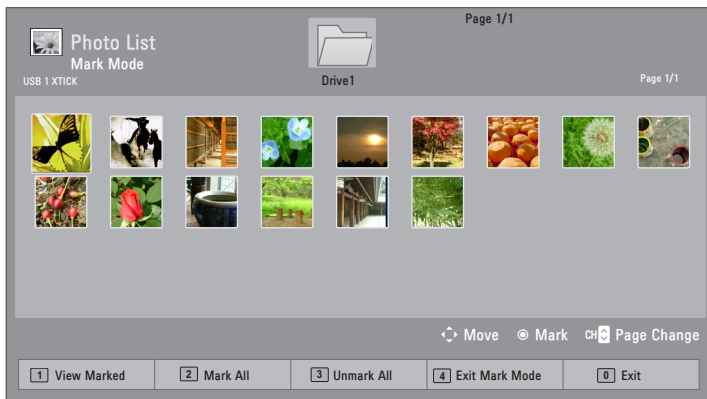 Page 1/1
Photo List
Mark Mode
USB 1 XTICK
Drive1
Page 1/1
Move Mark CH Page Change
1 View Marked 2 Mark All 3 Unmark All 4 Exit Mark Mode 0 Exit